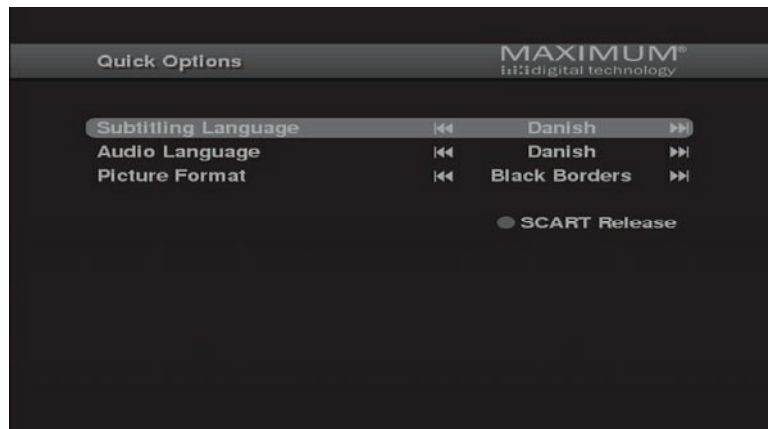 Quick Options
MAXIMUM®
digital technology
Subtitling Language Danish
Audio Language Danish
Picture Format Black Borders
SCART Release